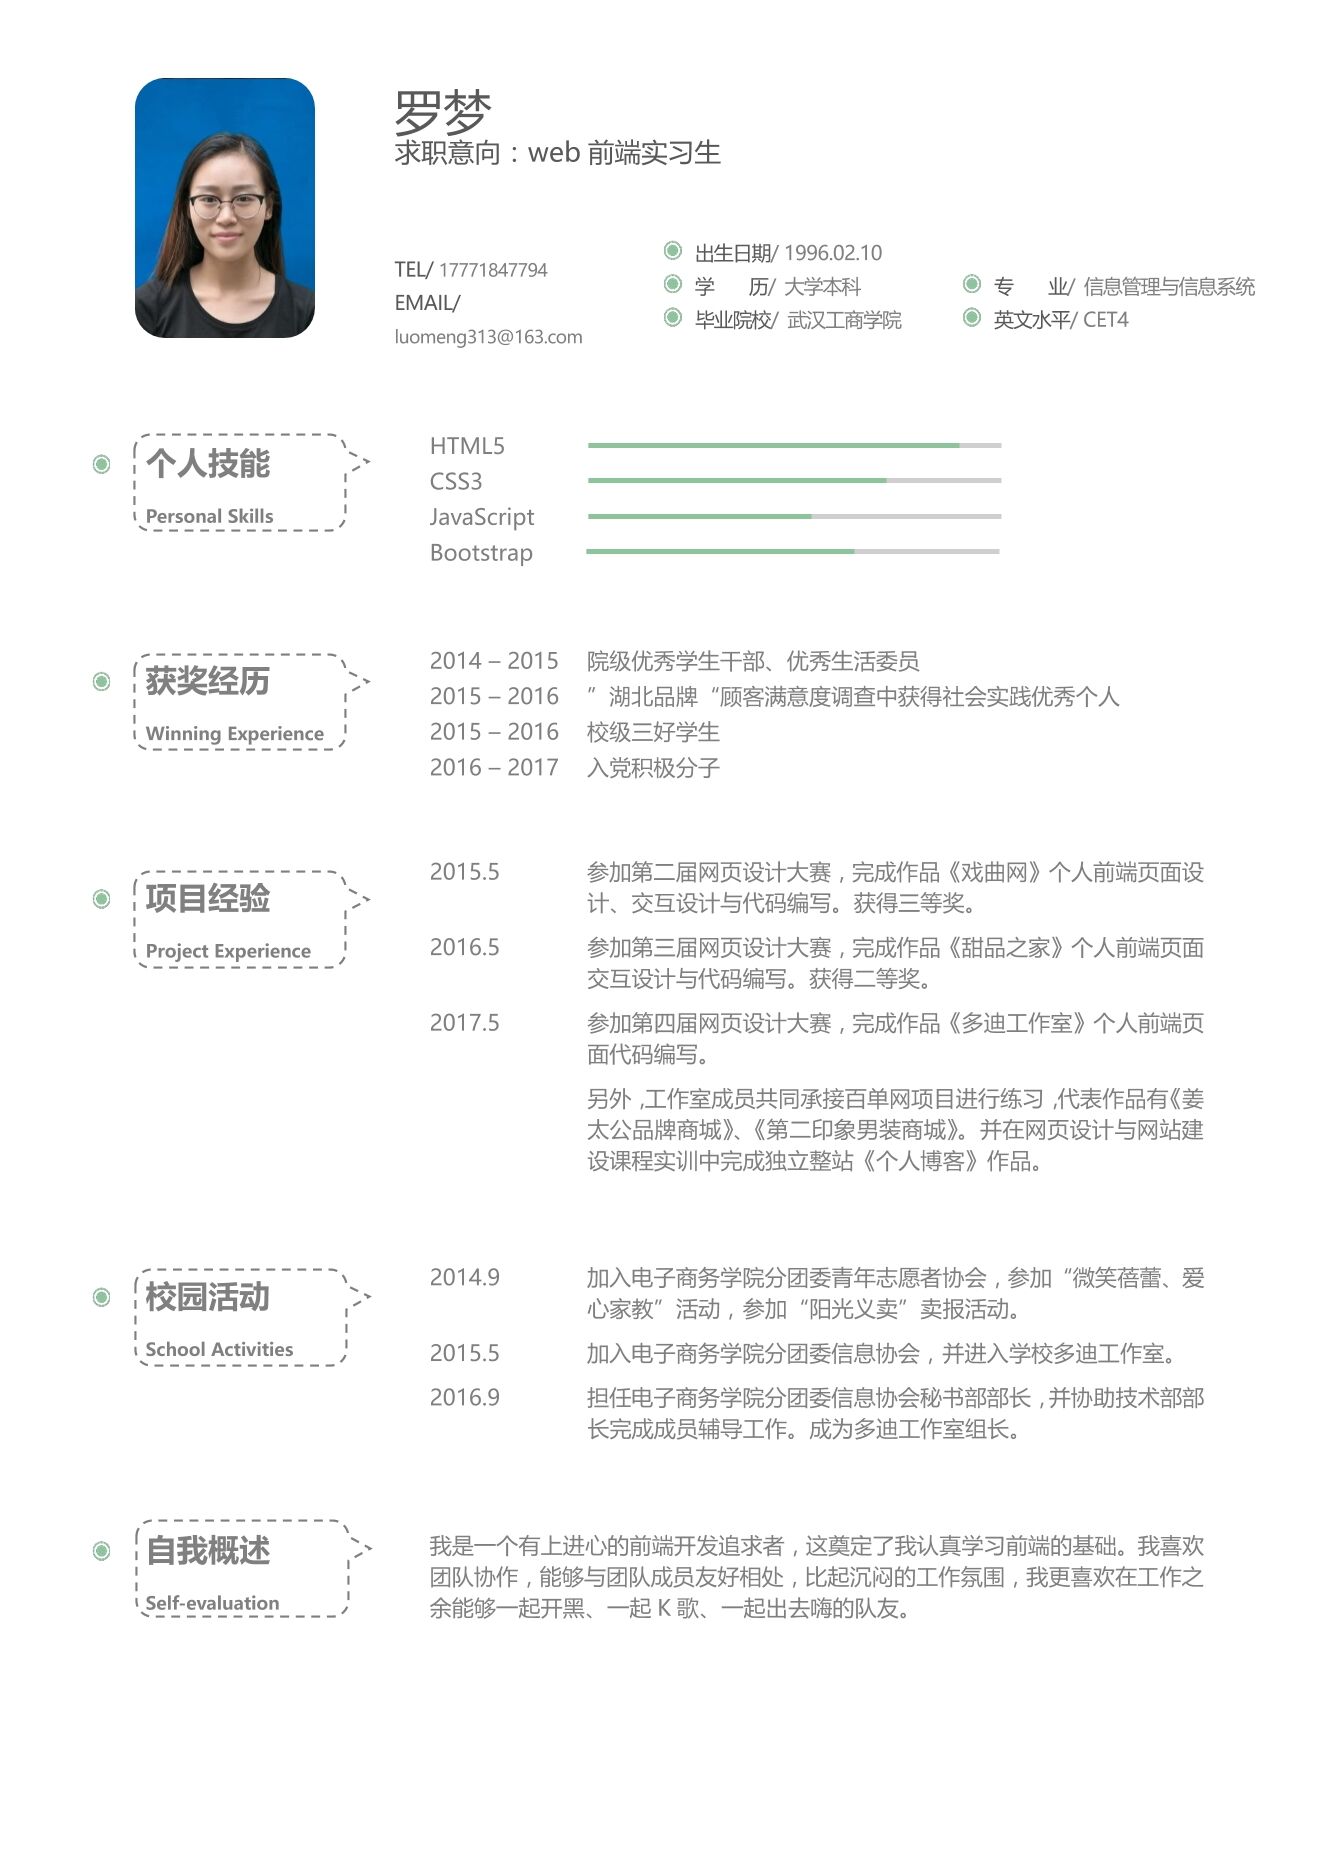 罗梦
求职意向：web 前端实习生
TEL/ 17771847794
EMAIL/
luomeng313@163.com
出生日期/ 1996.02.10
学 历/ 大学本科
专 业/ 信息管理与信息系统
毕业院校/ 武汉工商学院
英文水平/ CET4
个人技能
Personal Skills
HTML5
CSS3
JavaScript
Bootstrap
获奖经历
Winning Experience
2014 – 2015 院级优秀学生干部、优秀生活委员
2015 – 2016 ”湖北品牌“顾客满意度调查中获得社会实践优秀个人
2015 – 2016 校级三好学生
2016 – 2017 入党积极分子
项目经验
Project Experience
2015.5 参加第二届网页设计大赛，完成作品《戏曲网》个人前端页面设
计、交互设计与代码编写。获得三等奖。
2016.5 参加第三届网页设计大赛，完成作品《甜品之家》个人前端页面
交互设计与代码编写。获得二等奖。
2017.5 参加第四届网页设计大赛，完成作品《多迪工作室》个人前端页
面代码编写。
另外，工作室成员共同承接百单网项目进行练习，代表作品有《姜
太公品牌商城》、《第二印象男装商城》。并在网页设计与网站建
设课程实训中完成独立整站《个人博客》作品。
校园活动
School Activities
2014.9 加入电子商务学院分团委青年志愿者协会，参加“微笑蓓蕾、爱
心家教”活动，参加“阳光义卖”卖报活动。
2015.5 加入电子商务学院分团委信息协会，并进入学校多迪工作室。
2016.9 担任电子商务学院分团委信息协会秘书部部长，并协助技术部部
长完成成员辅导工作。成为多迪工作室组长。
自我概述
Self-evaluation
我是一个有上进心的前端开发追求者，这奠定了我认真学习前端的基础。我喜欢
团队协作，能够与团队成员友好相处，比起沉闷的工作氛围，我更喜欢在工作之
余能够一起开黑、一起 K 歌、一起出去嗨的队友。